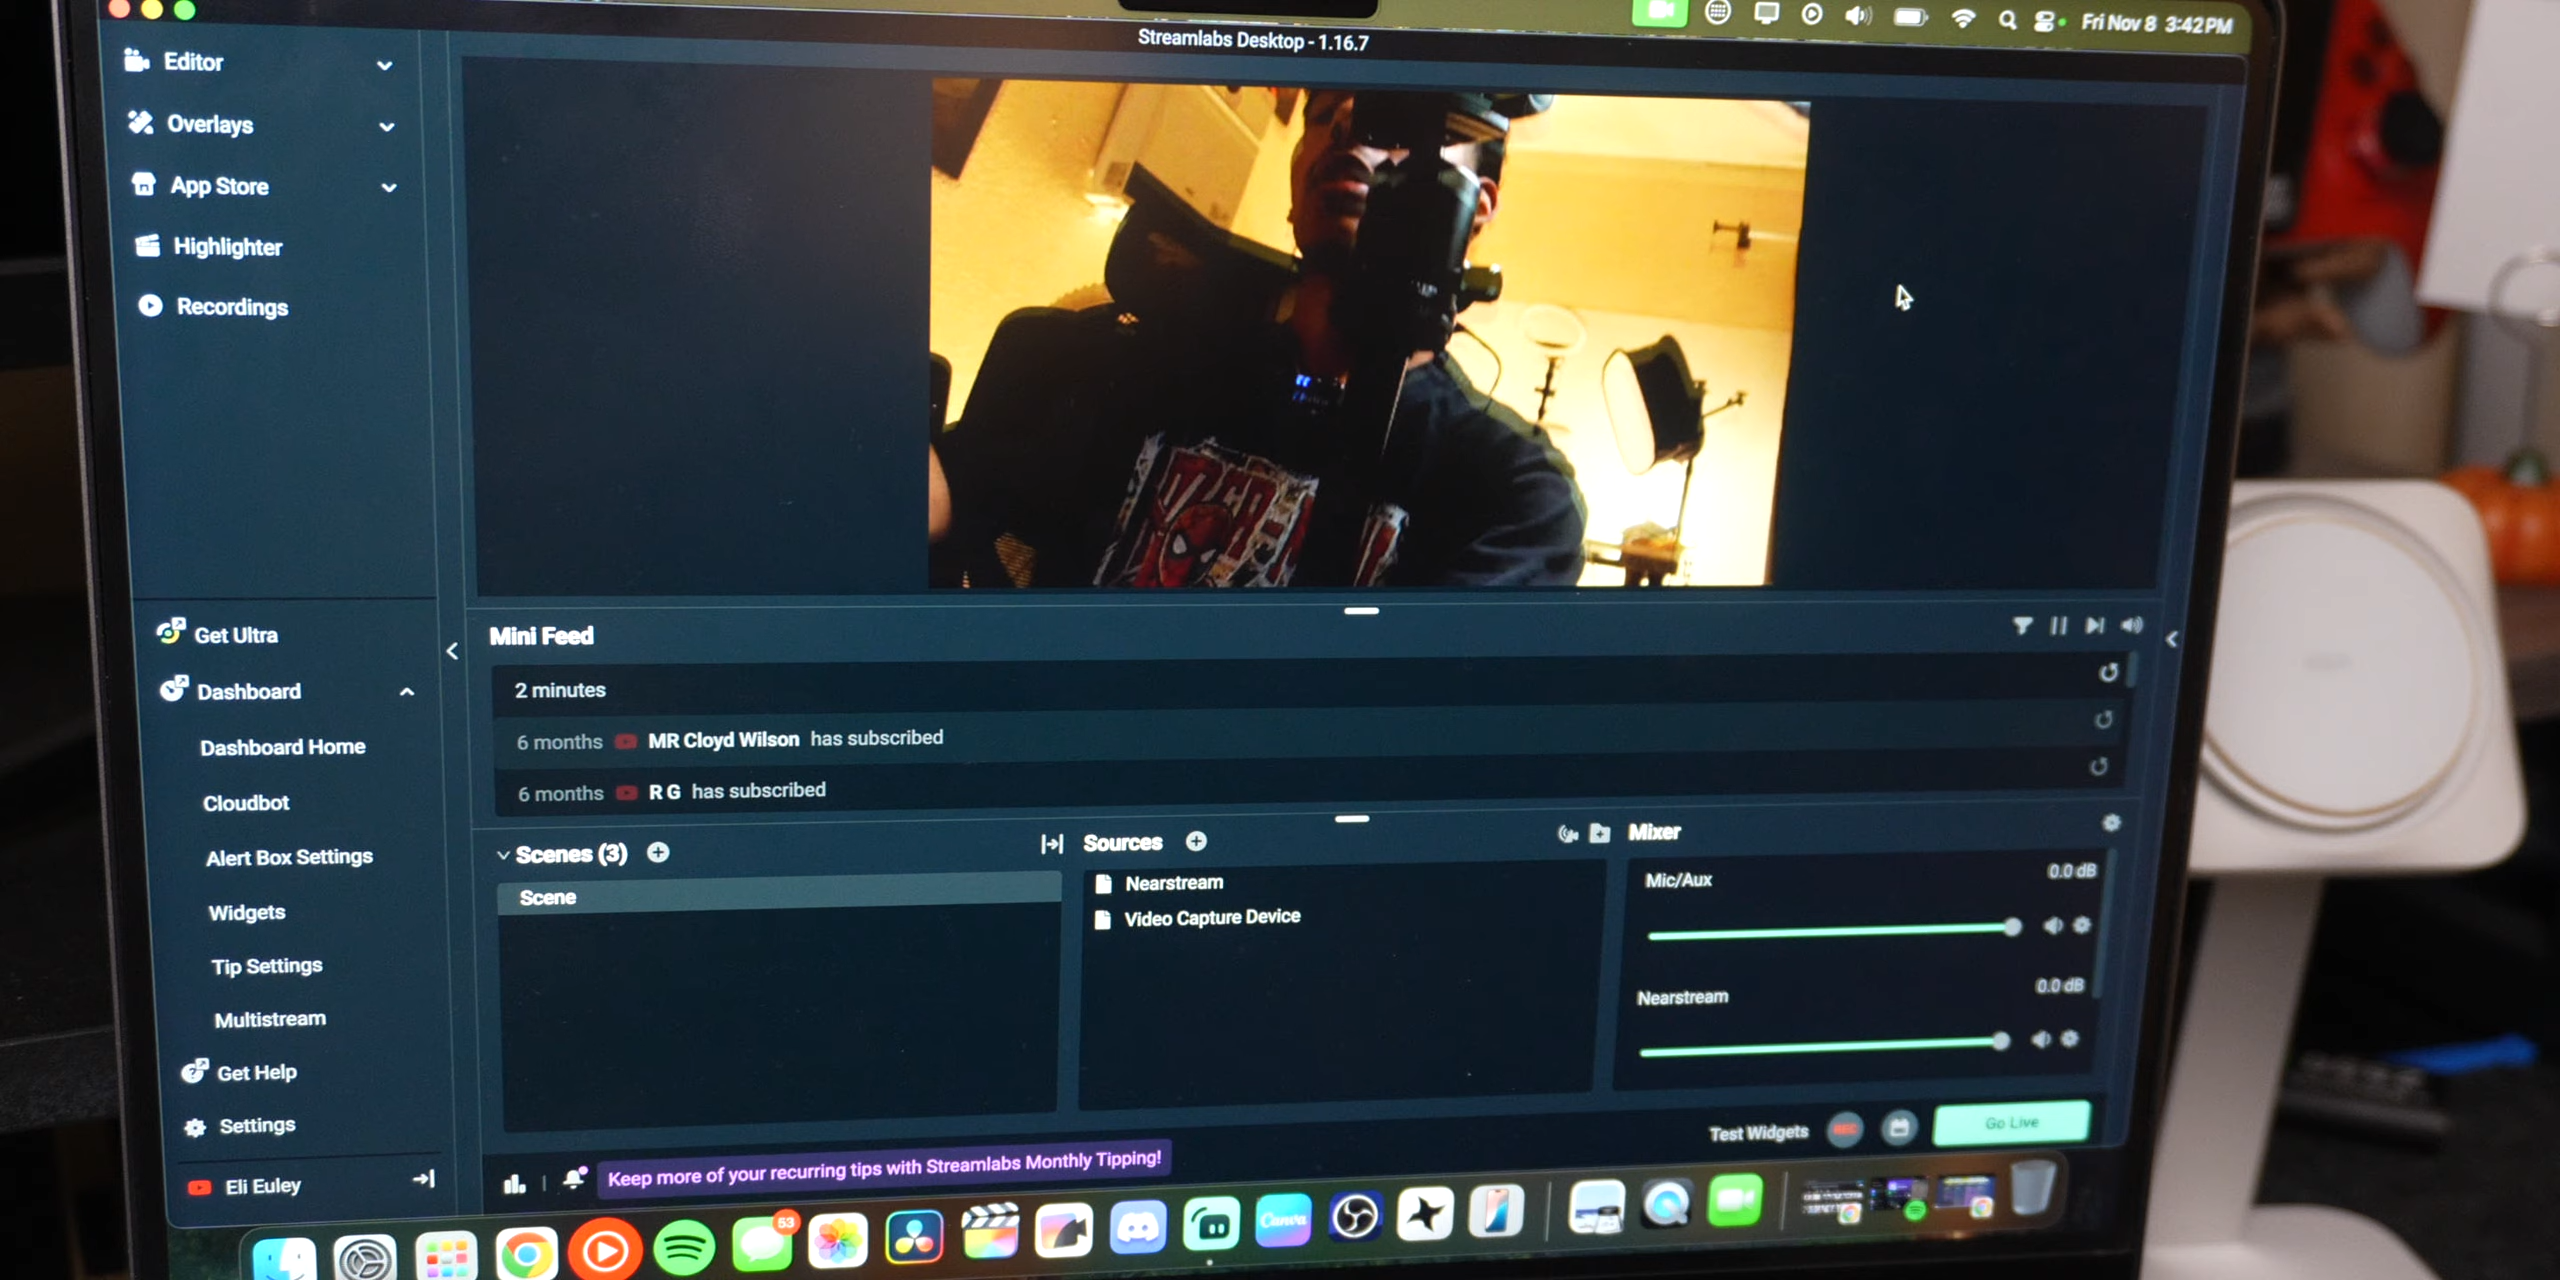 Streamlabs Desktop - 1.16.7
Fri Nov 8 3:42 PM
Editor
Overlays
App Store
Highlighter
Recordings
Get Ultra
Dashboard
Dashboard Home
Cloudbot
Alert Box Settings
Widgets
Tip Settings
Multistream
Get Help
Settings
Eli Euley
Mini Feed
2 minutes
6 months MR Cloyd Wilson has subscribed
6 months R G has subscribed
Scenes (3)
Scene
Sources
Nearstream
Video Capture Device
Mixer
Mic/Aux 0.0 dB
Nearstream 0.0 dB
Test Widgets REC Go Live
Keep more of your recurring tips with Streamlabs Monthly Tipping!
53
Canva